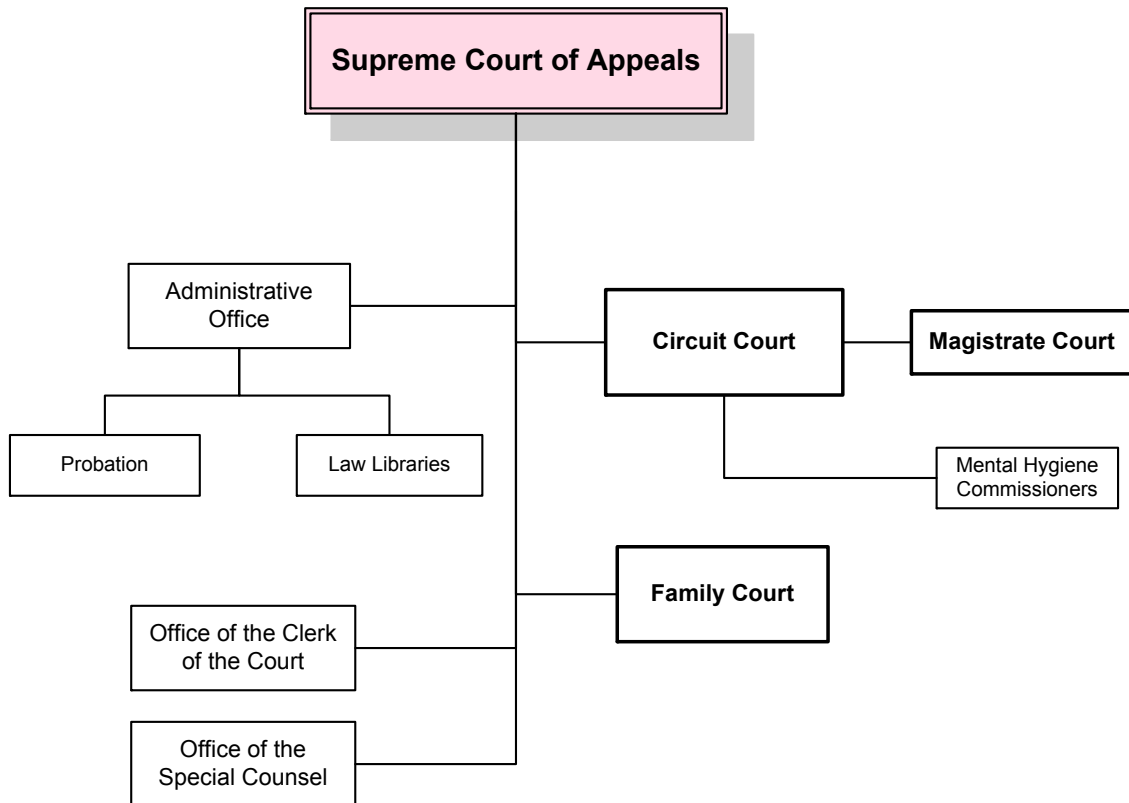 Supreme Court of Appeals
Administrative
Office
Circuit Court
Magistrate Court
Probation
Law Libraries
Mental Hygiene
Commissioners
Family Court
Office of the Clerk
of the Court
Office of the
Special Counsel